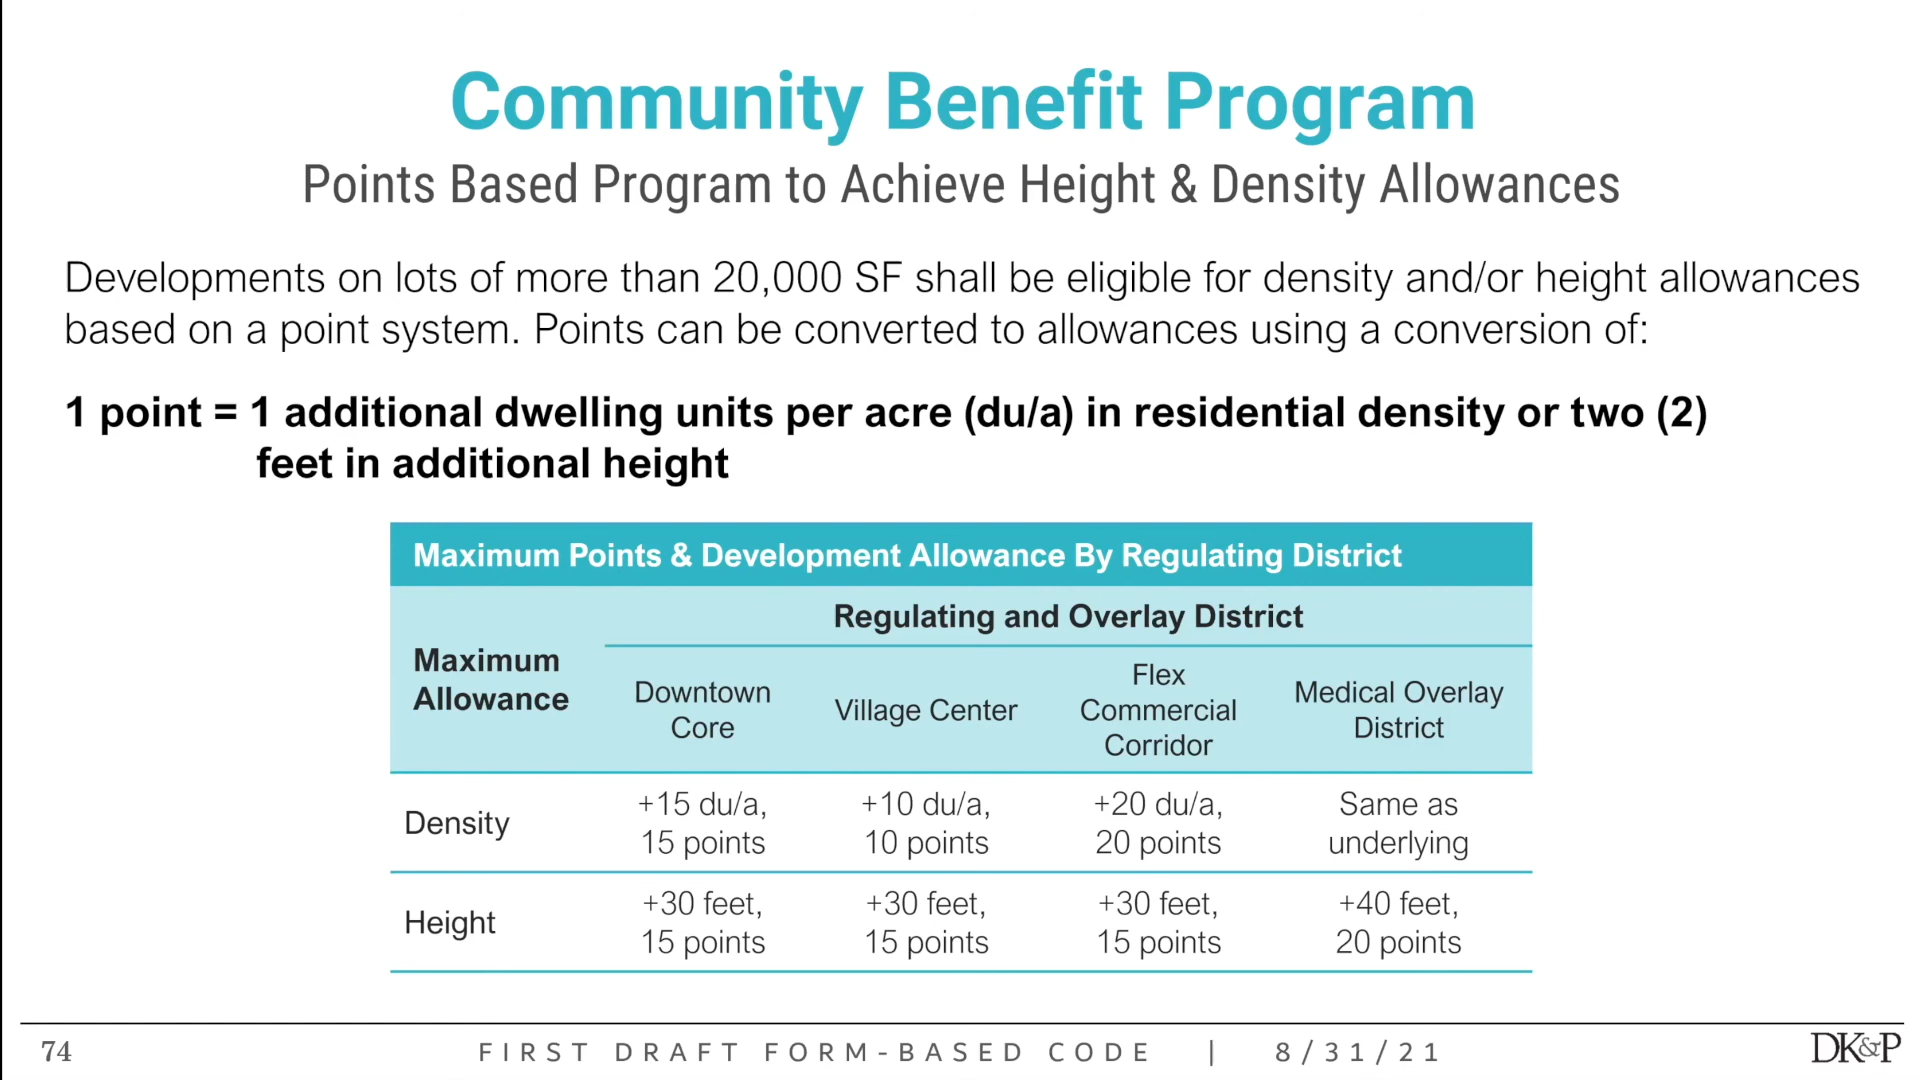 Community Benefit Program
Points Based Program to Achieve Height & Density Allowances
Developments on lots of more than 20,000 SF shall be eligible for density and/or height allowances
based on a point system. Points can be converted to allowances using a conversion of:
1 point = 1 additional dwelling units per acre (du/a) in residential density or two (2)
feet in additional height
Maximum Points & Development Allowance By Regulating District
Regulating and Overlay District
Maximum
Allowance
Downtown
Core
Village Center
Flex
Commercial
Corridor
Medical Overlay
District
Density
+15 du/a,
15 points
+10 du/a,
10 points
+20 du/a,
20 points
Same as
underlying
Height
+30 feet,
15 points
+30 feet,
15 points
+30 feet,
15 points
+40 feet,
20 points
74
FIRST DRAFT FORM-BASED CODE | 8/31/21
DK&P